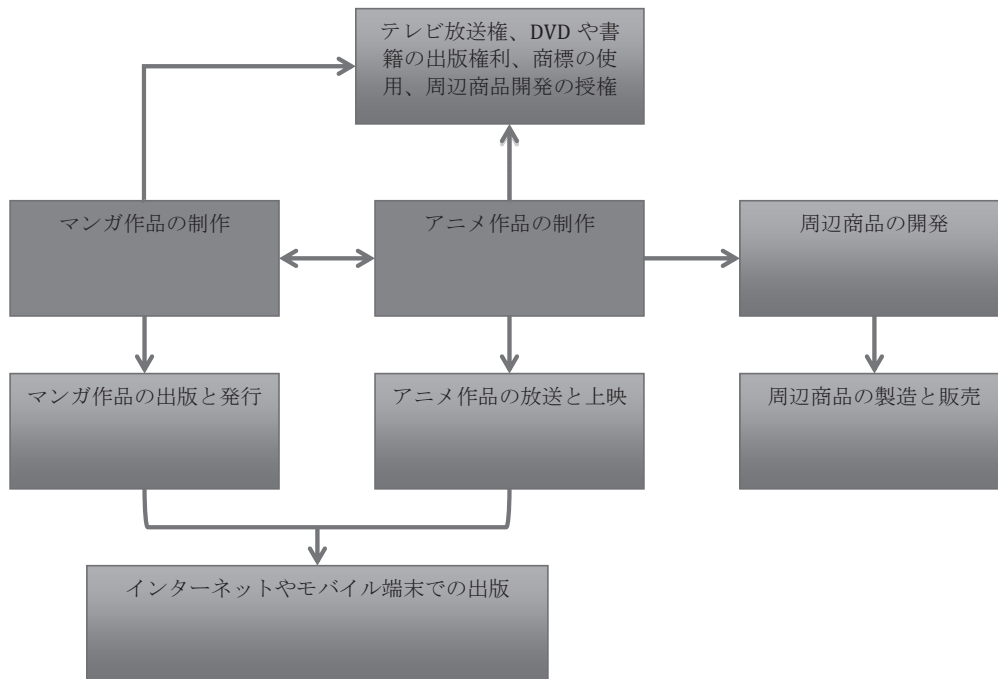 テレビ放送権、DVD や書
籍の出版権利、商標の使
用、周辺商品開発の授権
マンガ作品の制作
アニメ作品の制作
周辺商品の開発
マンガ作品の出版と発行
アニメ作品の放送と上映
周辺商品の製造と販売
インターネットやモバイル端末での出版